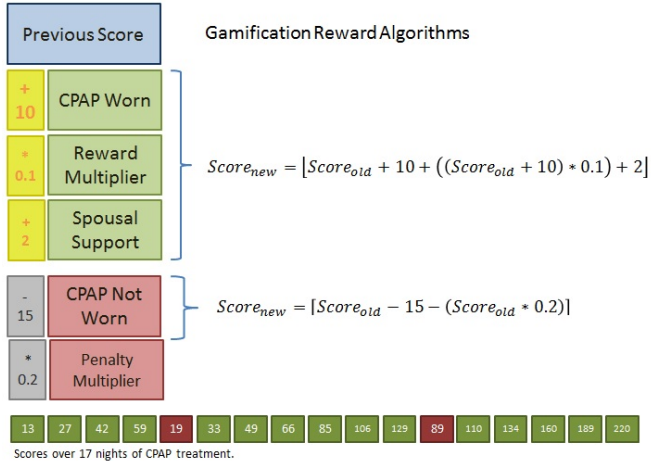 Previous Score
Gamification Reward Algorithms
+
10
CPAP Worn
*
0.1
Reward
Multiplier
+
2
Spousal
Support
Score_new = ⌊Score_old + 10 + ((Score_old + 10) * 0.1) + 2⌋
-
15
CPAP Not
Worn
Score_new = ⌈Score_old − 15 − (Score_old * 0.2)⌉
*
0.2
Penalty
Multiplier
13 27 42 59 19 33 49 66 85 106 129 89 110 134 160 189 220
Scores over 17 nights of CPAP treatment.